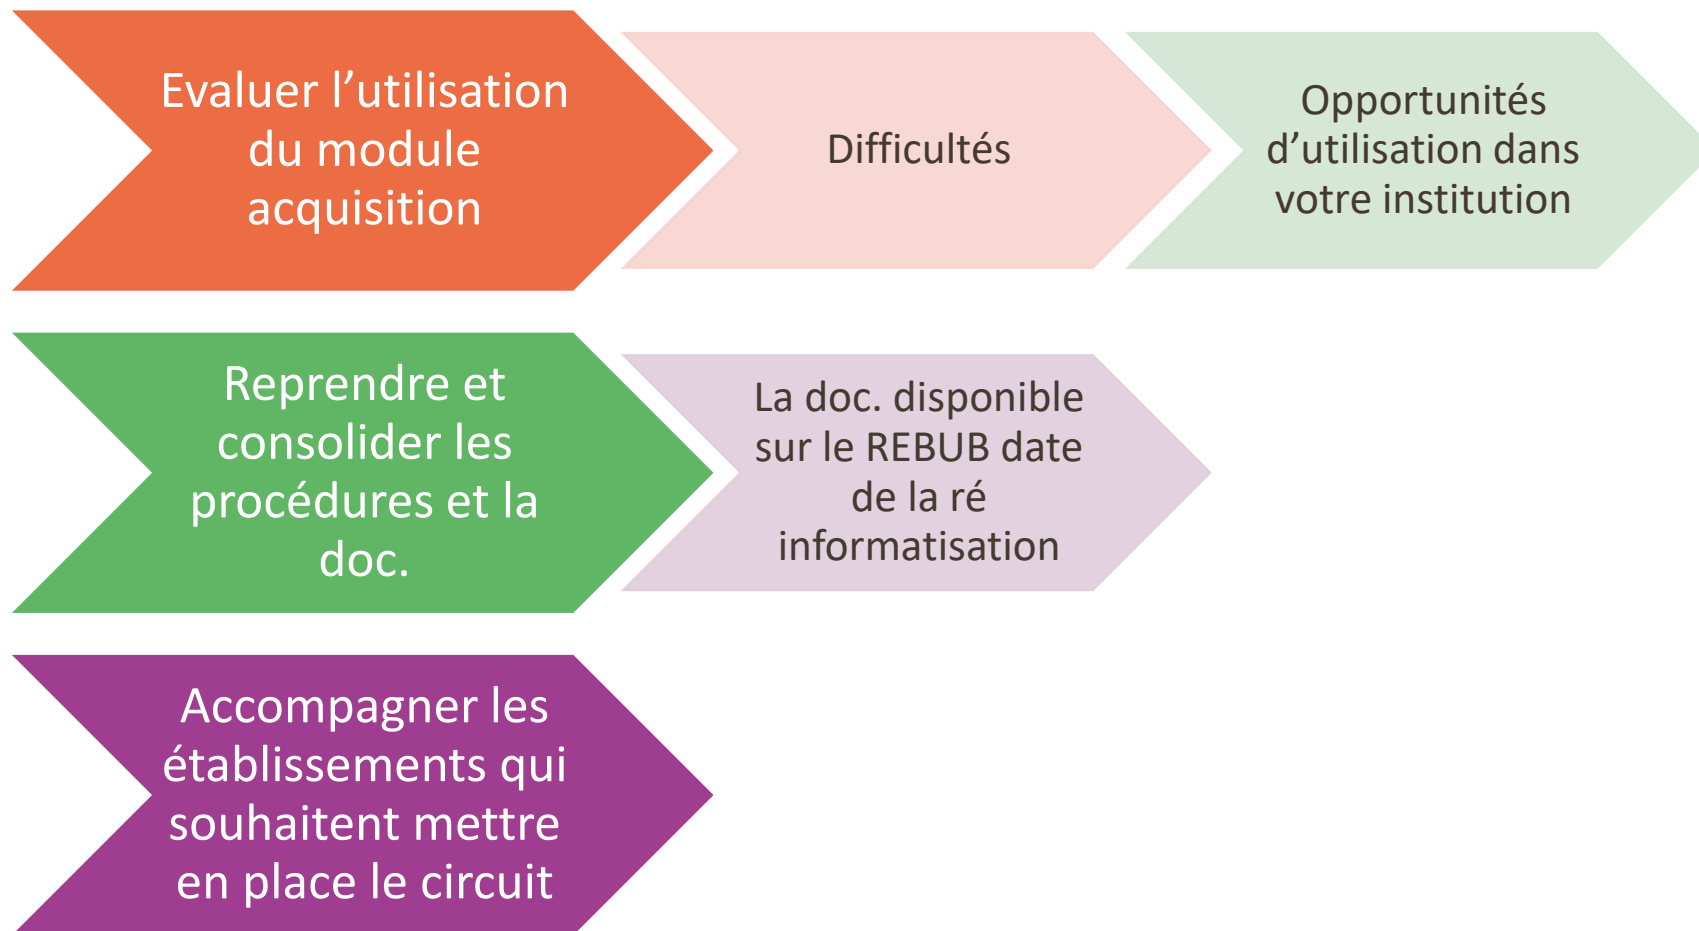 Evaluer l’utilisation
du module
acquisition
Difficultés
Opportunités
d’utilisation dans
votre institution
Reprendre et
consolider les
procédures et la
doc.
La doc. disponible
sur le REBUB date
de la ré
informatisation
Accompagner les
établissements qui
souhaitent mettre
en place le circuit